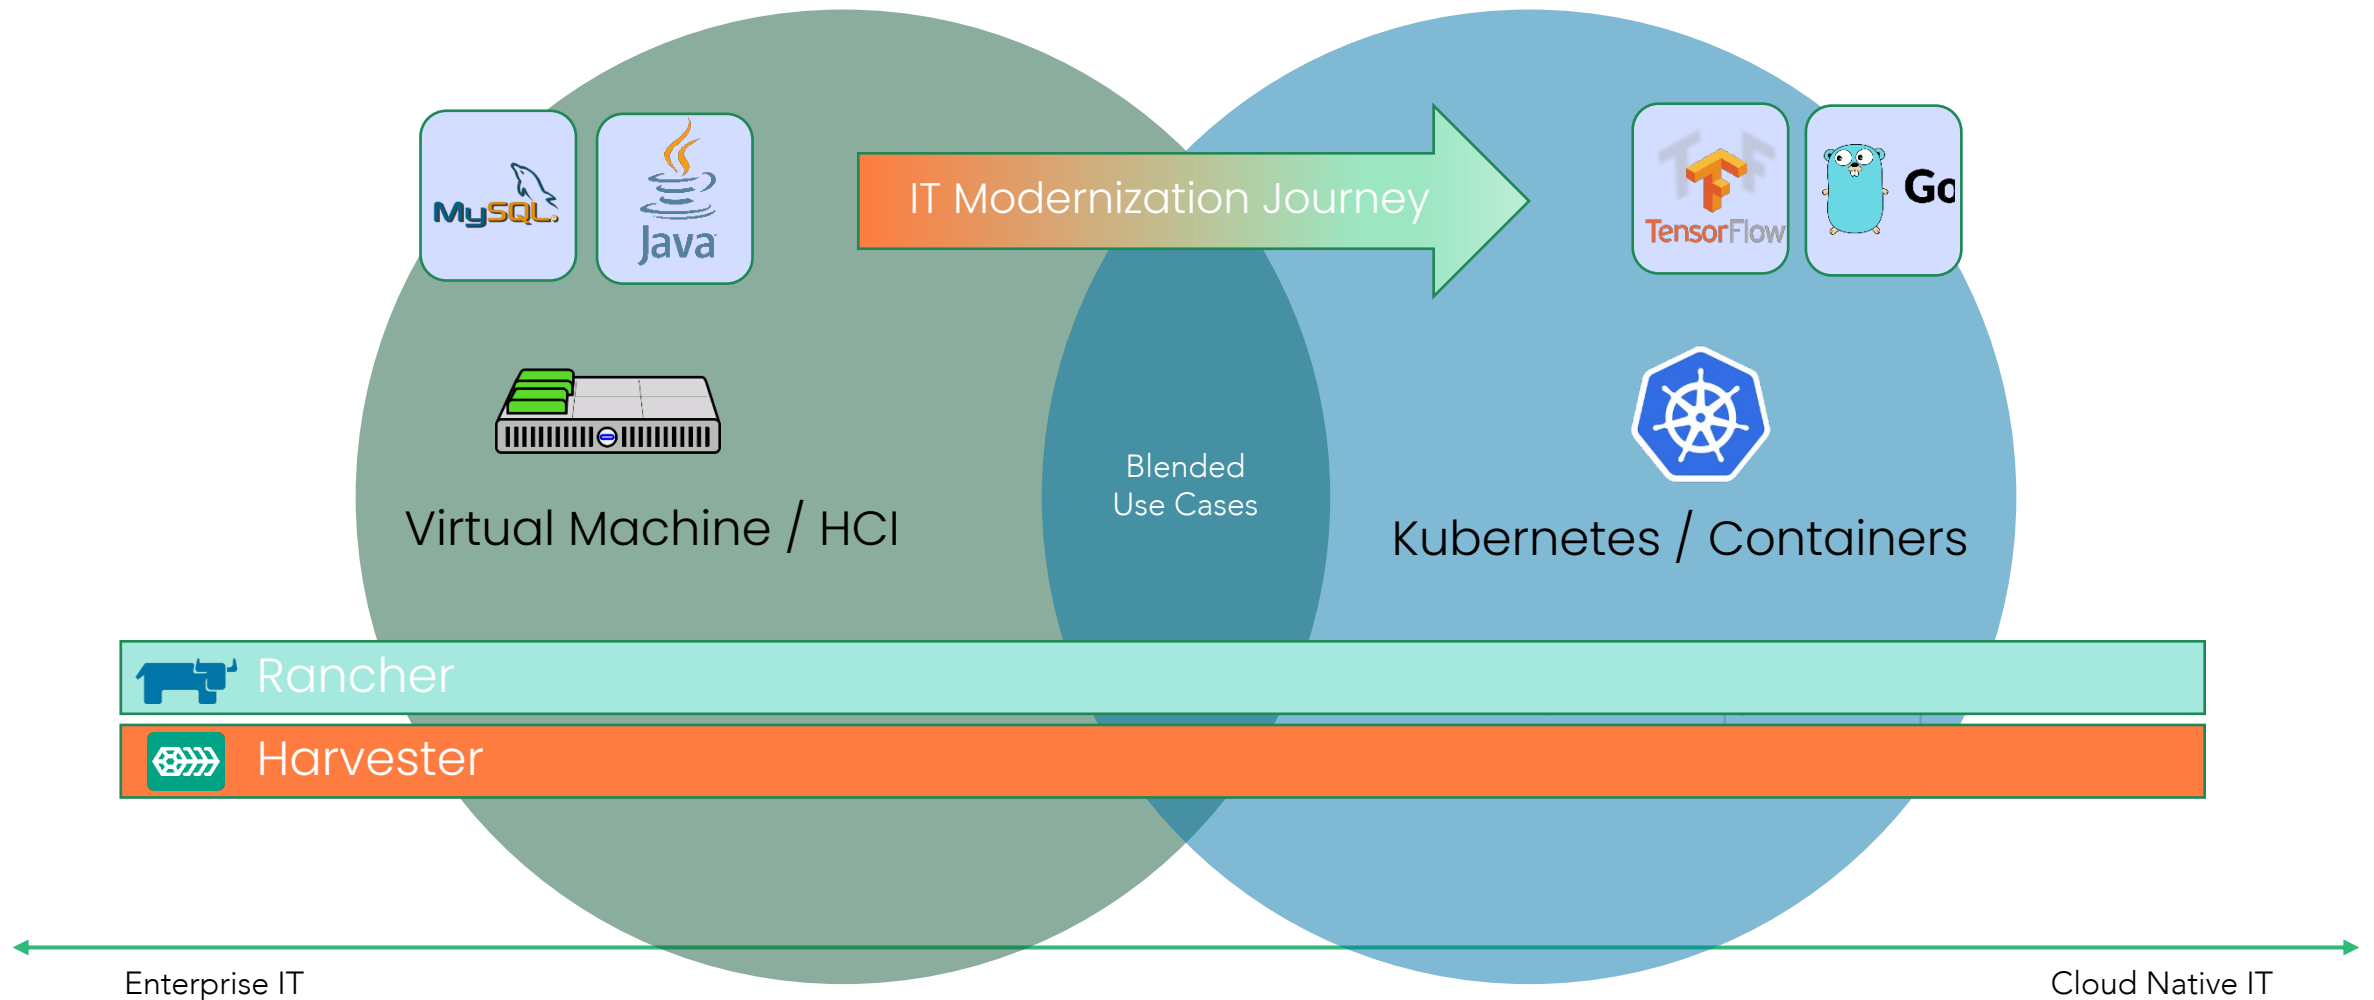 MySQL.
Java
IT Modernization Journey
TensorFlow
Go
Virtual Machine / HCI
Blended
Use Cases
Kubernetes / Containers
Rancher
Harvester
Enterprise IT
Cloud Native IT